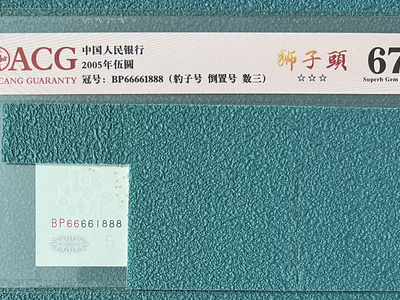 ACG
CANG GUARANTY
中国人民银行
2005年伍圆
冠号：BP66661888（豹子号 倒置号 数三）
狮子頭
☆☆☆
67
Superb Gem
BP66661888